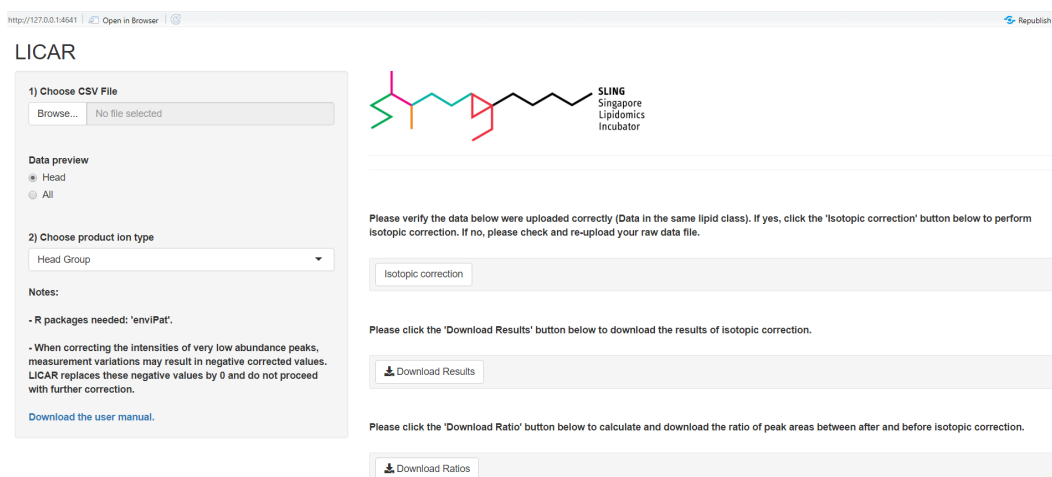 http://127.0.0.1:4641 Open in Browser Republish
LICAR
1) Choose CSV File
Browse... No file selected
Data preview
Head
All
2) Choose product ion type
Head Group
Notes:
- R packages needed: 'enviPat'.
- When correcting the intensities of very low abundance peaks,
measurement variations may result in negative corrected values.
LICAR replaces these negative values by 0 and do not proceed
with further correction.
Download the user manual.
SLING
Singapore
Lipidomics
Incubator
Please verify the data below were uploaded correctly (Data in the same lipid class). If yes, click the 'Isotopic correction' button below to perform
isotopic correction. If no, please check and re-upload your raw data file.
Isotopic correction
Please click the 'Download Results' button below to download the results of isotopic correction.
Download Results
Please click the 'Download Ratio' button below to calculate and download the ratio of peak areas between after and before isotopic correction.
Download Ratios